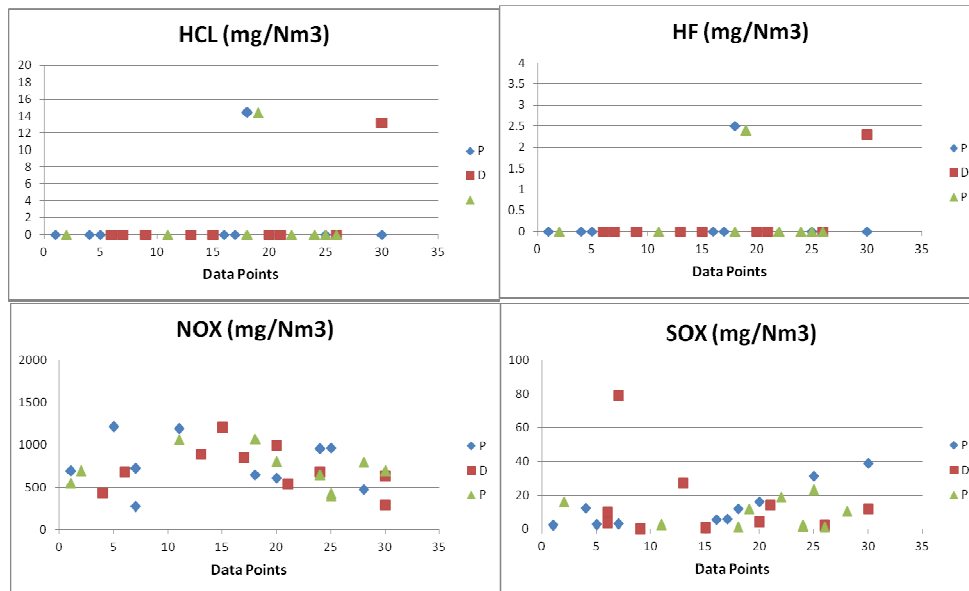 HCL (mg/Nm3)
20
18
16
14
12
10
8
6
4
2
0
0 5 10 15 20 25 30 35
Data Points
P
D
HF (mg/Nm3)
4
3.5
3
2.5
2
1.5
1
0.5
0
0 5 10 15 20 25 30 35
Data Points
P
D
P
NOX (mg/Nm3)
2000
1500
1000
500
0
0 5 10 15 20 25 30 35
Data Points
P
D
P
SOX (mg/Nm3)
100
80
60
40
20
0
0 5 10 15 20 25 30 35
Data Points
P
D
P